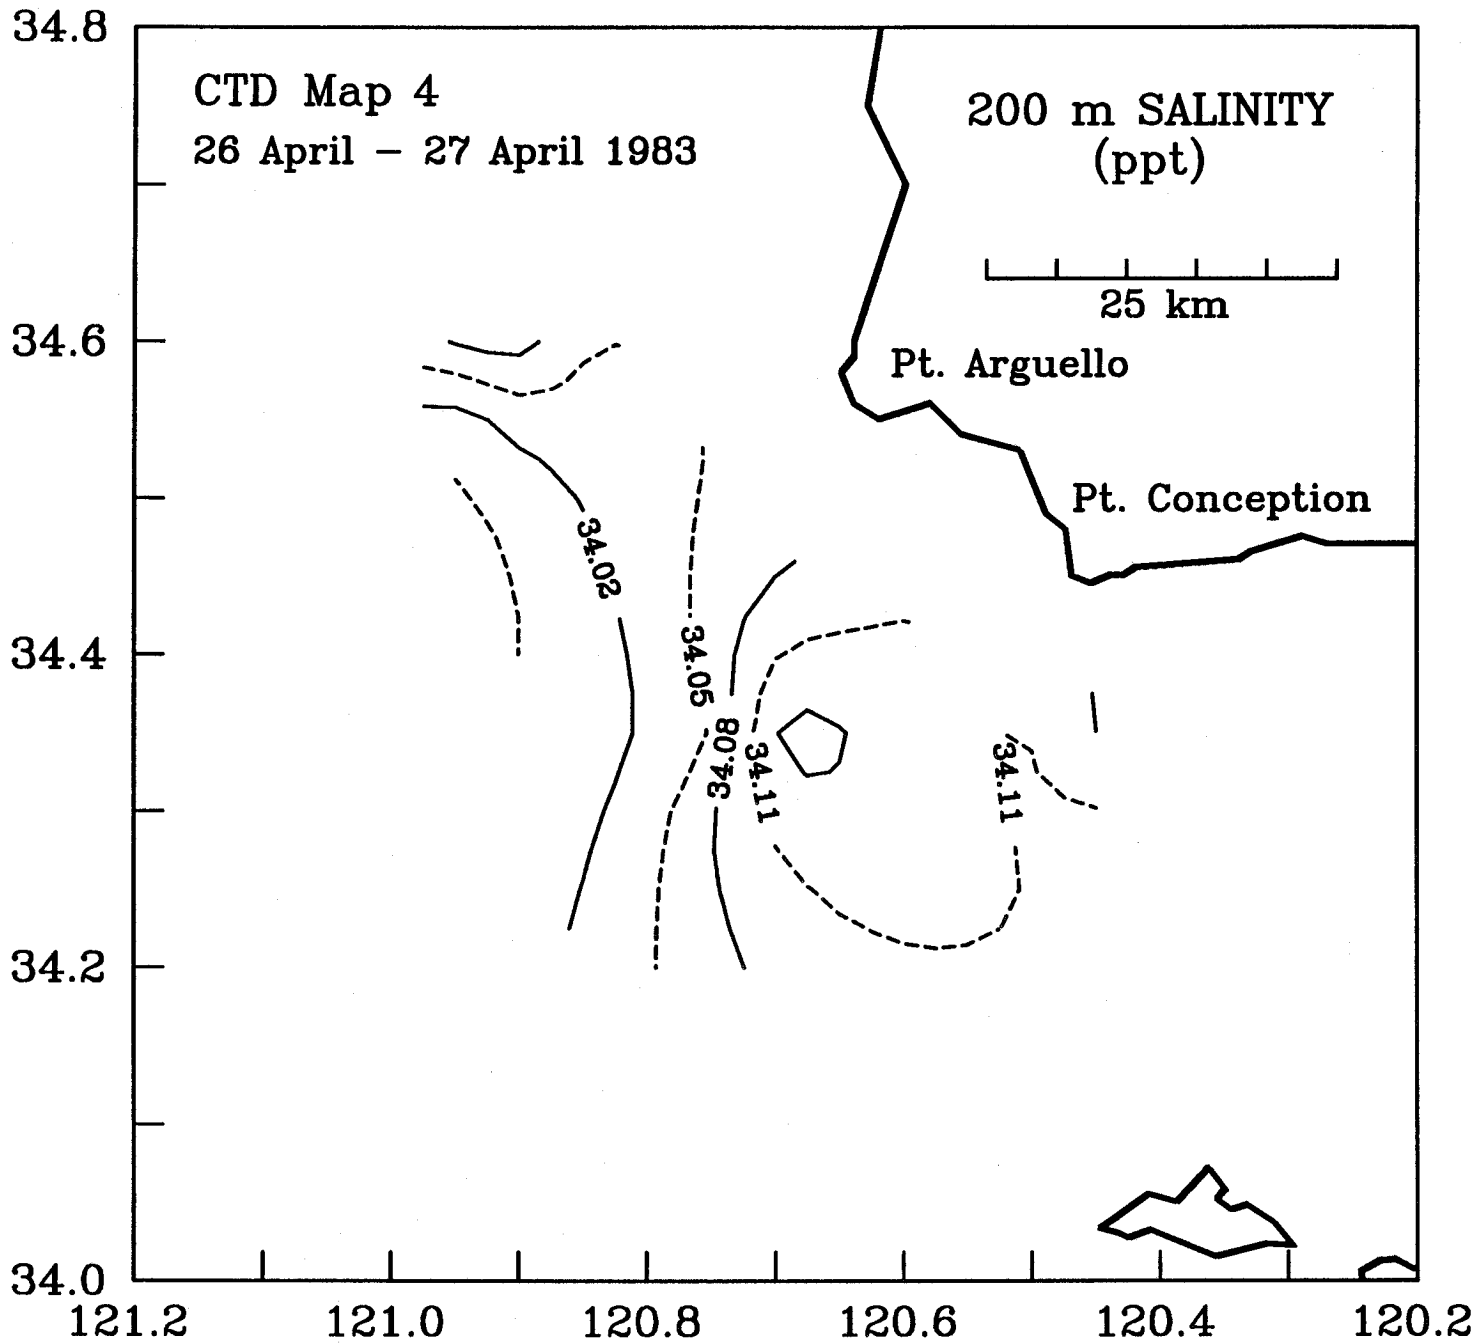 34.8
CTD Map 4
26 April – 27 April 1983
200 m SALINITY
(ppt)
25 km
34.6
Pt. Arguello
Pt. Conception
34.02
34.4
34.05
34.08
34.11
34.11
34.2
34.0
121.2 121.0 120.8 120.6 120.4 120.2